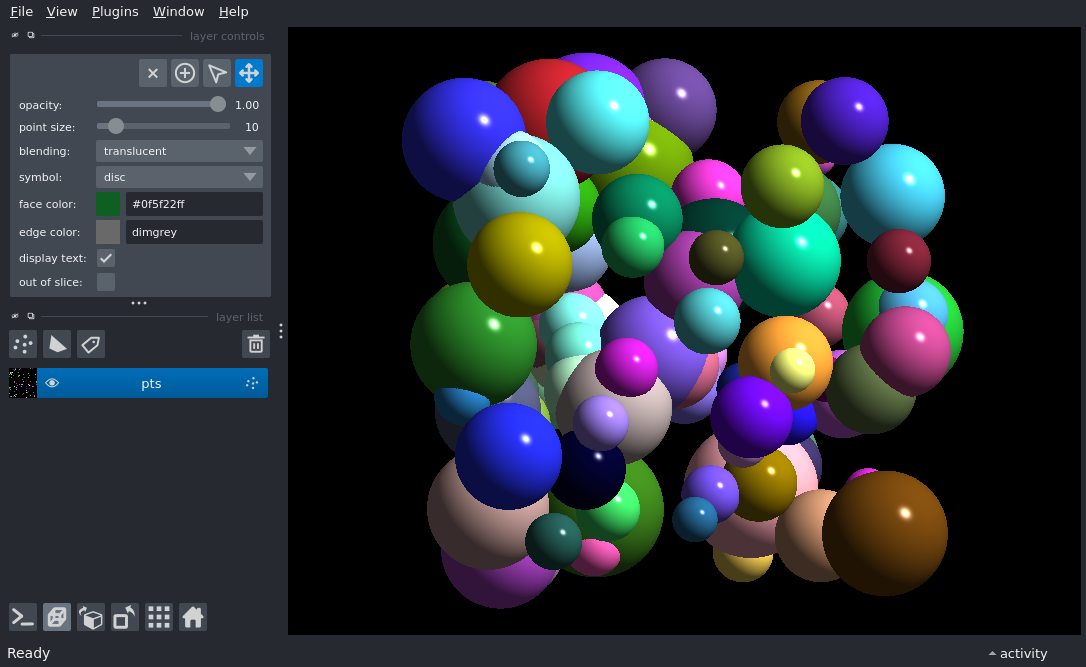 File View Plugins Window Help
layer controls
opacity: 1.00
point size: 10
blending: translucent
symbol: disc
face color: #0f5f22ff
edge color: dimgrey
display text:
out of slice:
layer list
pts
Ready
activity